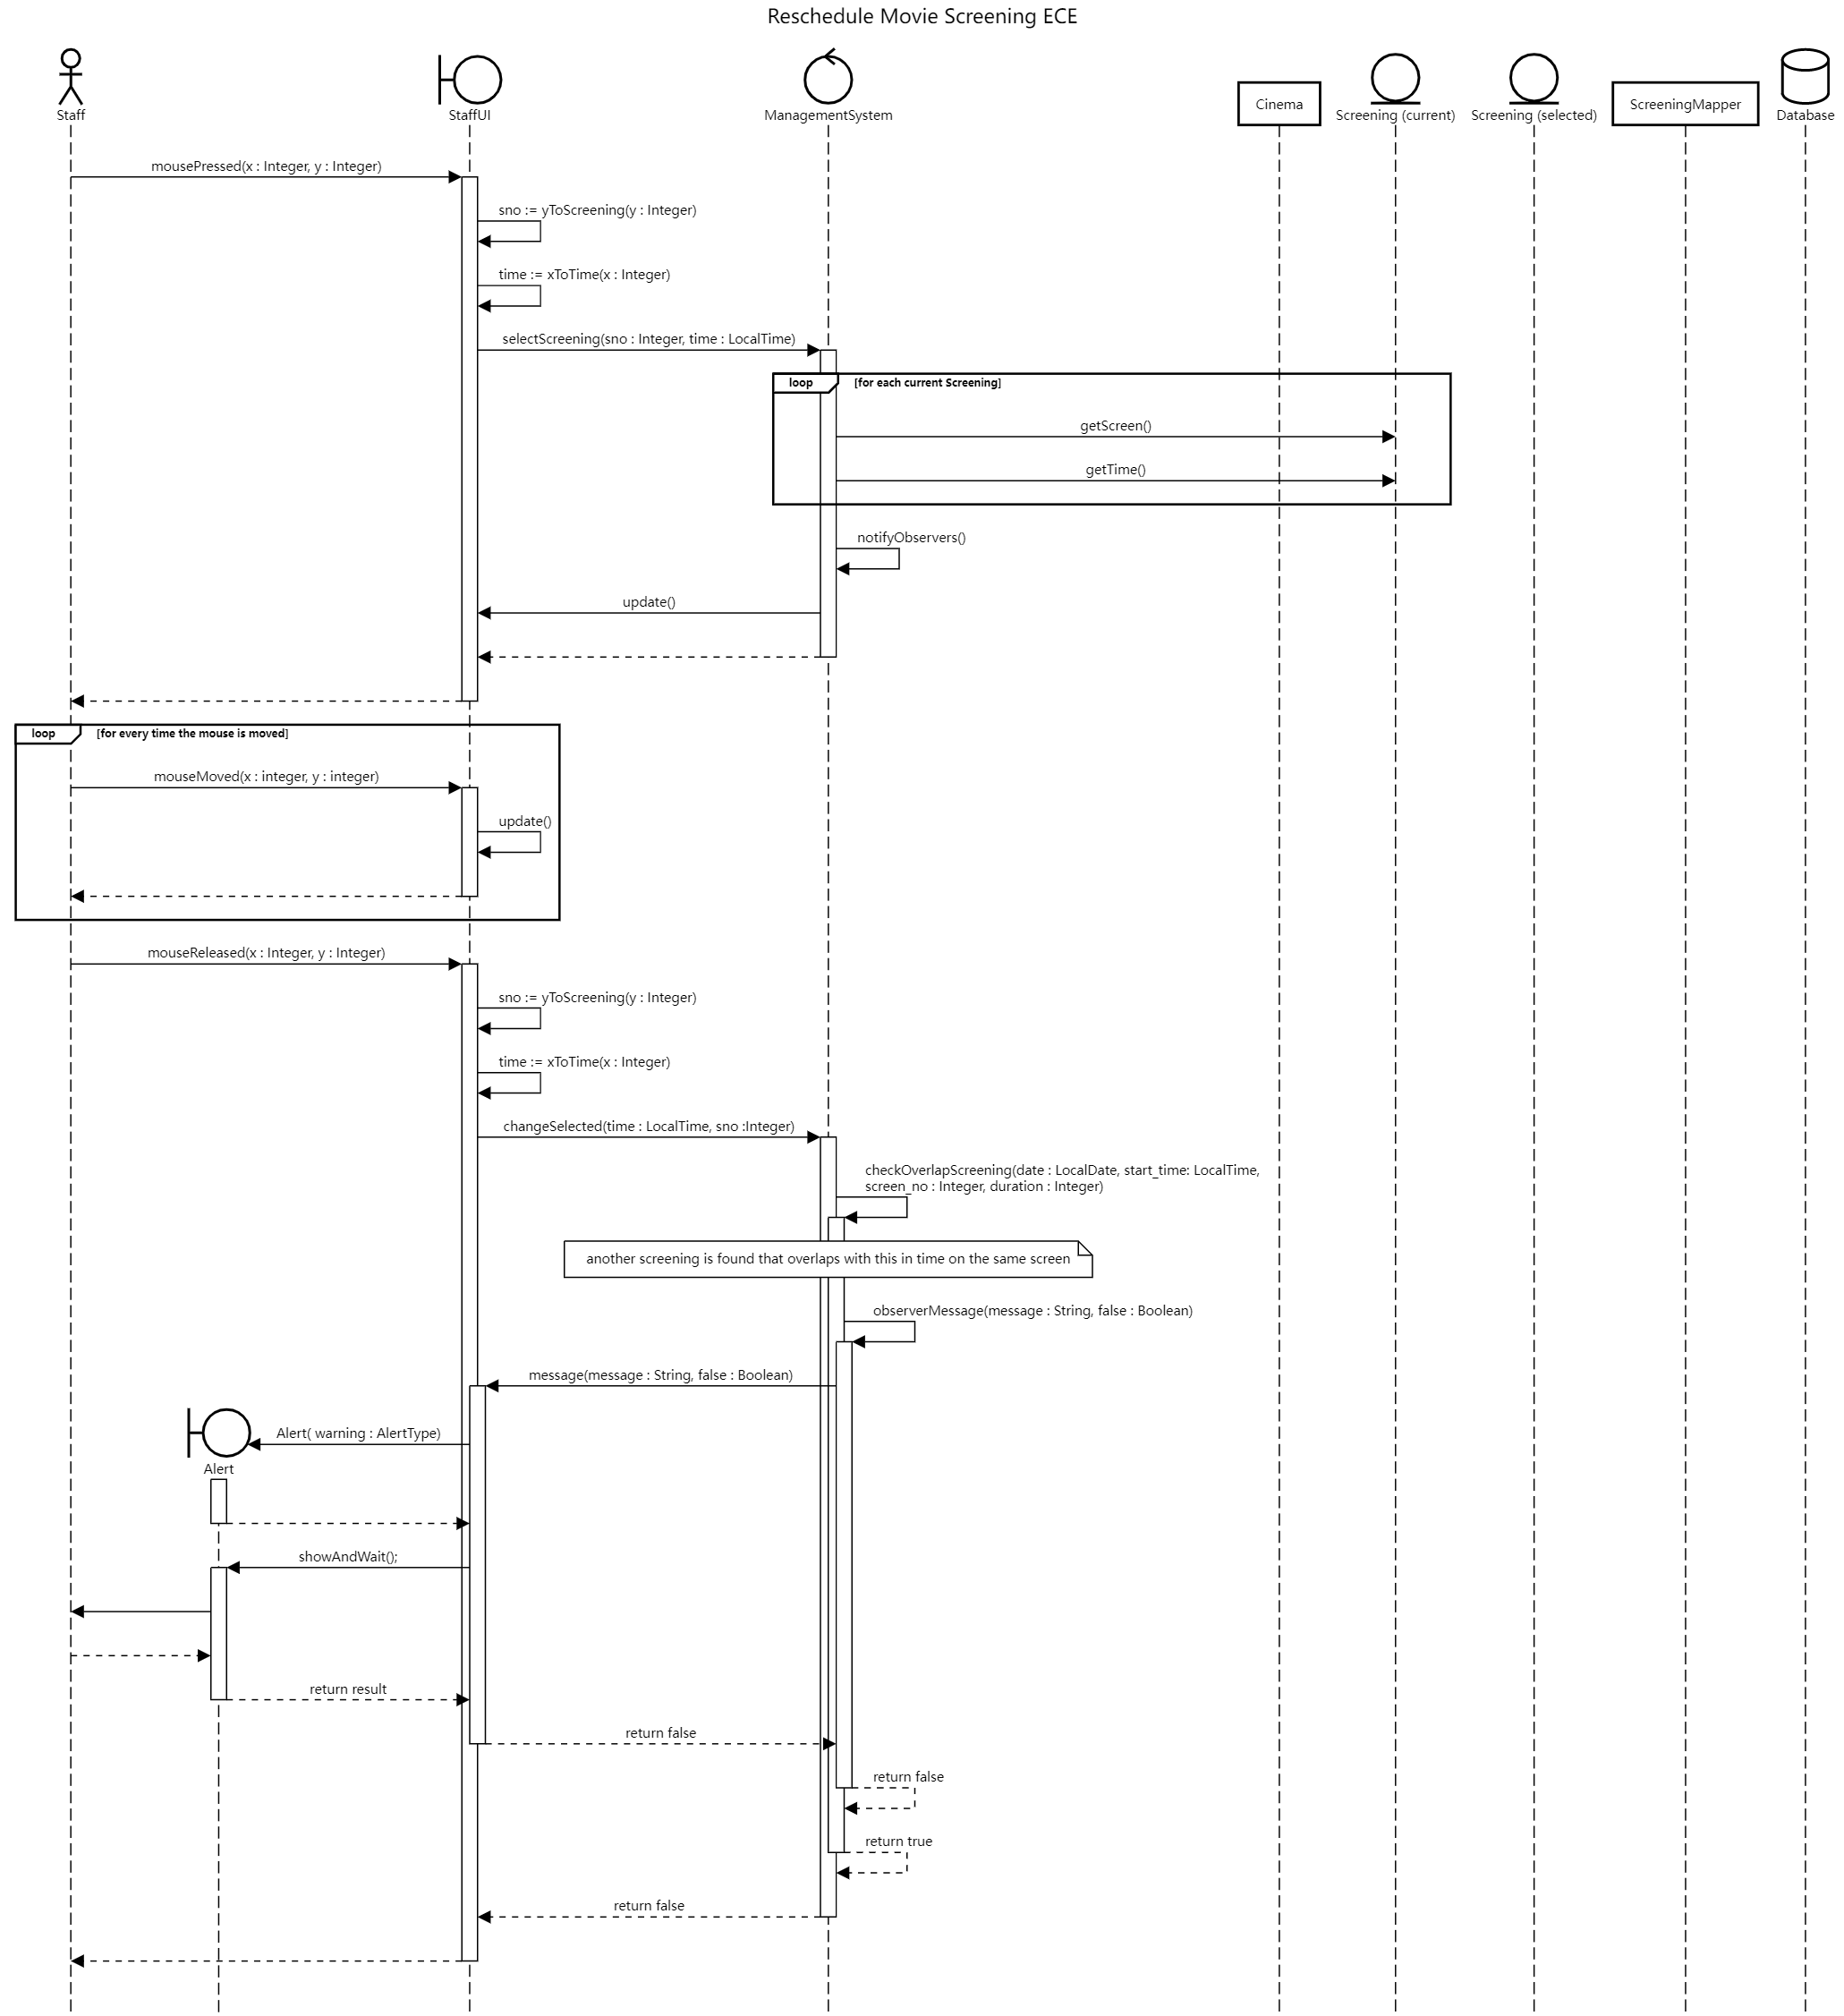 Reschedule Movie Screening ECE
Staff
StaffUI
ManagementSystem
Cinema
Screening (current)
Screening (selected)
ScreeningMapper
Database
mousePressed(x : Integer, y : Integer)
sno := yToScreening(y : Integer)
time := xToTime(x : Integer)
selectScreening(sno : Integer, time : LocalTime)
loop
[for each current Screening]
getScreen()
getTime()
notifyObservers()
update()
loop
[for every time the mouse is moved]
mouseMoved(x : integer, y : integer)
update()
mouseReleased(x : Integer, y : Integer)
sno := yToScreening(y : Integer)
time := xToTime(x : Integer)
changeSelected(time : LocalTime, sno :Integer)
checkOverlapScreening(date : LocalDate, start_time: LocalTime,
screen_no : Integer, duration : Integer)
another screening is found that overlaps with this in time on the same screen
observerMessage(message : String, false : Boolean)
message(message : String, false : Boolean)
Alert( warning : AlertType)
Alert
showAndWait();
return result
return false
return false
return true
return false